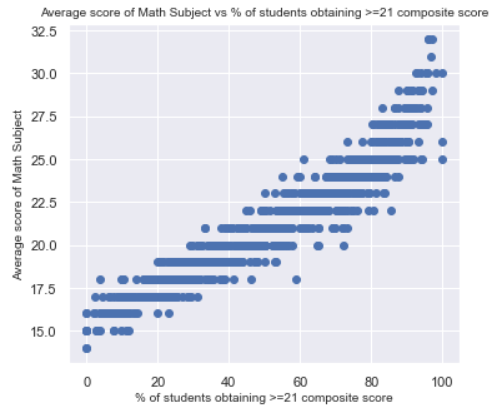 Average score of Math Subject vs % of students obtaining >=21 composite score
32.5
30.0
27.5
25.0
22.5
20.0
17.5
15.0
Average score of Math Subject
0 20 40 60 80 100
% of students obtaining >=21 composite score